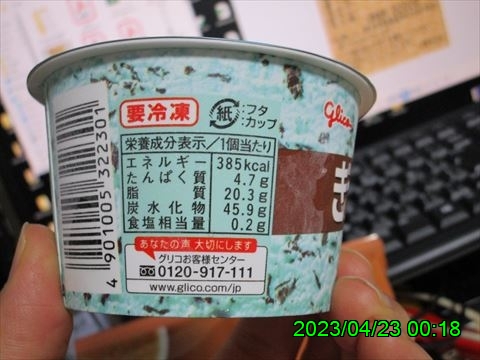 要冷凍
紙
フタ
カップ
glico
栄養成分表示/1個当たり
エネルギー 385kcal
たんぱく質 4.7g
脂質 20.3g
炭水化物 45.9g
食塩相当量 0.2g
ぎ
あなたの声 大切にします
グリコお客様センター
0120-917-111
www.glico.com/jp
4 901005 322301
2023/04/23 00:18